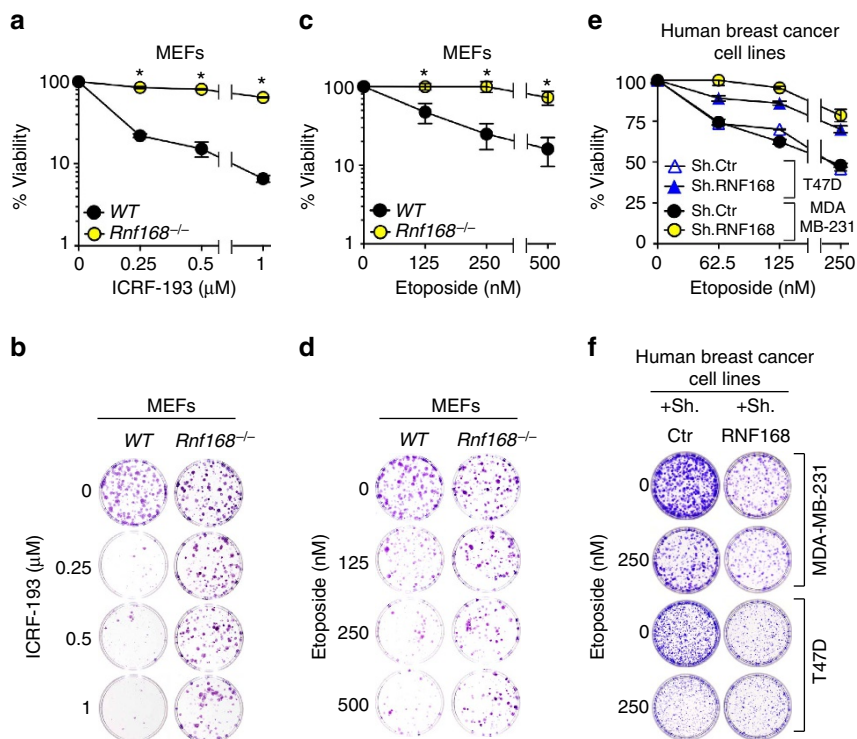 a
MEFs
% Viability
100
10
1
*
*
*
WT
Rnf168–/–
0
0.25
0.5
1
ICRF-193 (μM)
c
MEFs
% Viability
100
10
1
*
*
*
WT
Rnf168–/–
0
125
250
500
Etoposide (nM)
e
Human breast cancer
cell lines
% Viability
100
75
50
25
0
Sh.Ctr
Sh.RNF168
T47D
Sh.Ctr
Sh.RNF168
MDA
MB-231
0
62.5
125
250
Etoposide (nM)
b
MEFs
WT
Rnf168–/–
ICRF-193 (μM)
0
0.25
0.5
1
d
MEFs
WT
Rnf168–/–
Etoposide (nM)
0
125
250
500
f
Human breast cancer
cell lines
+Sh.
Ctr
+Sh.
RNF168
Etoposide (nM)
0
250
MDA-MB-231
0
250
T47D